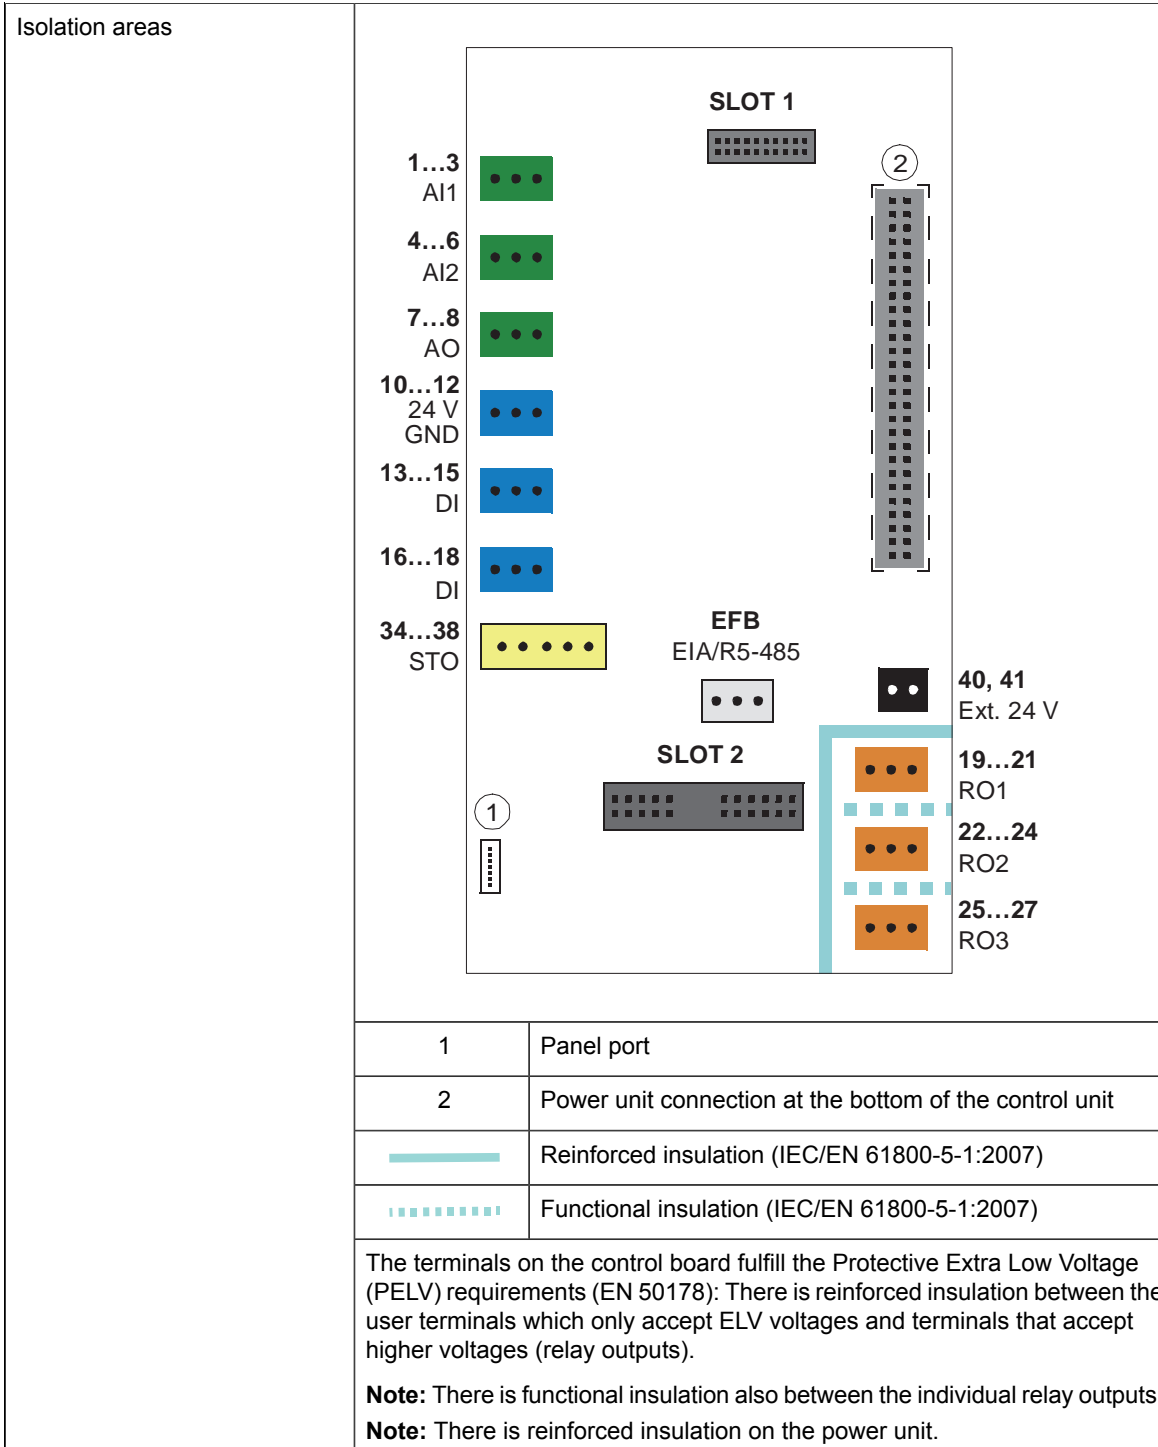 Isolation areas
SLOT 1
2
1…3
AI1
4…6
AI2
7…8
AO
10…12
24 V
GND
13…15
DI
16…18
DI
34…38
STO
EFB
EIA/R5-485
40, 41
Ext. 24 V
SLOT 2
19…21
RO1
1
22…24
RO2
25…27
RO3
1 Panel port
2 Power unit connection at the bottom of the control unit
Reinforced insulation (IEC/EN 61800-5-1:2007)
Functional insulation (IEC/EN 61800-5-1:2007)
The terminals on the control board fulfill the Protective Extra Low Voltage
(PELV) requirements (EN 50178): There is reinforced insulation between the
user terminals which only accept ELV voltages and terminals that accept
higher voltages (relay outputs).
Note: There is functional insulation also between the individual relay outputs
Note: There is reinforced insulation on the power unit.